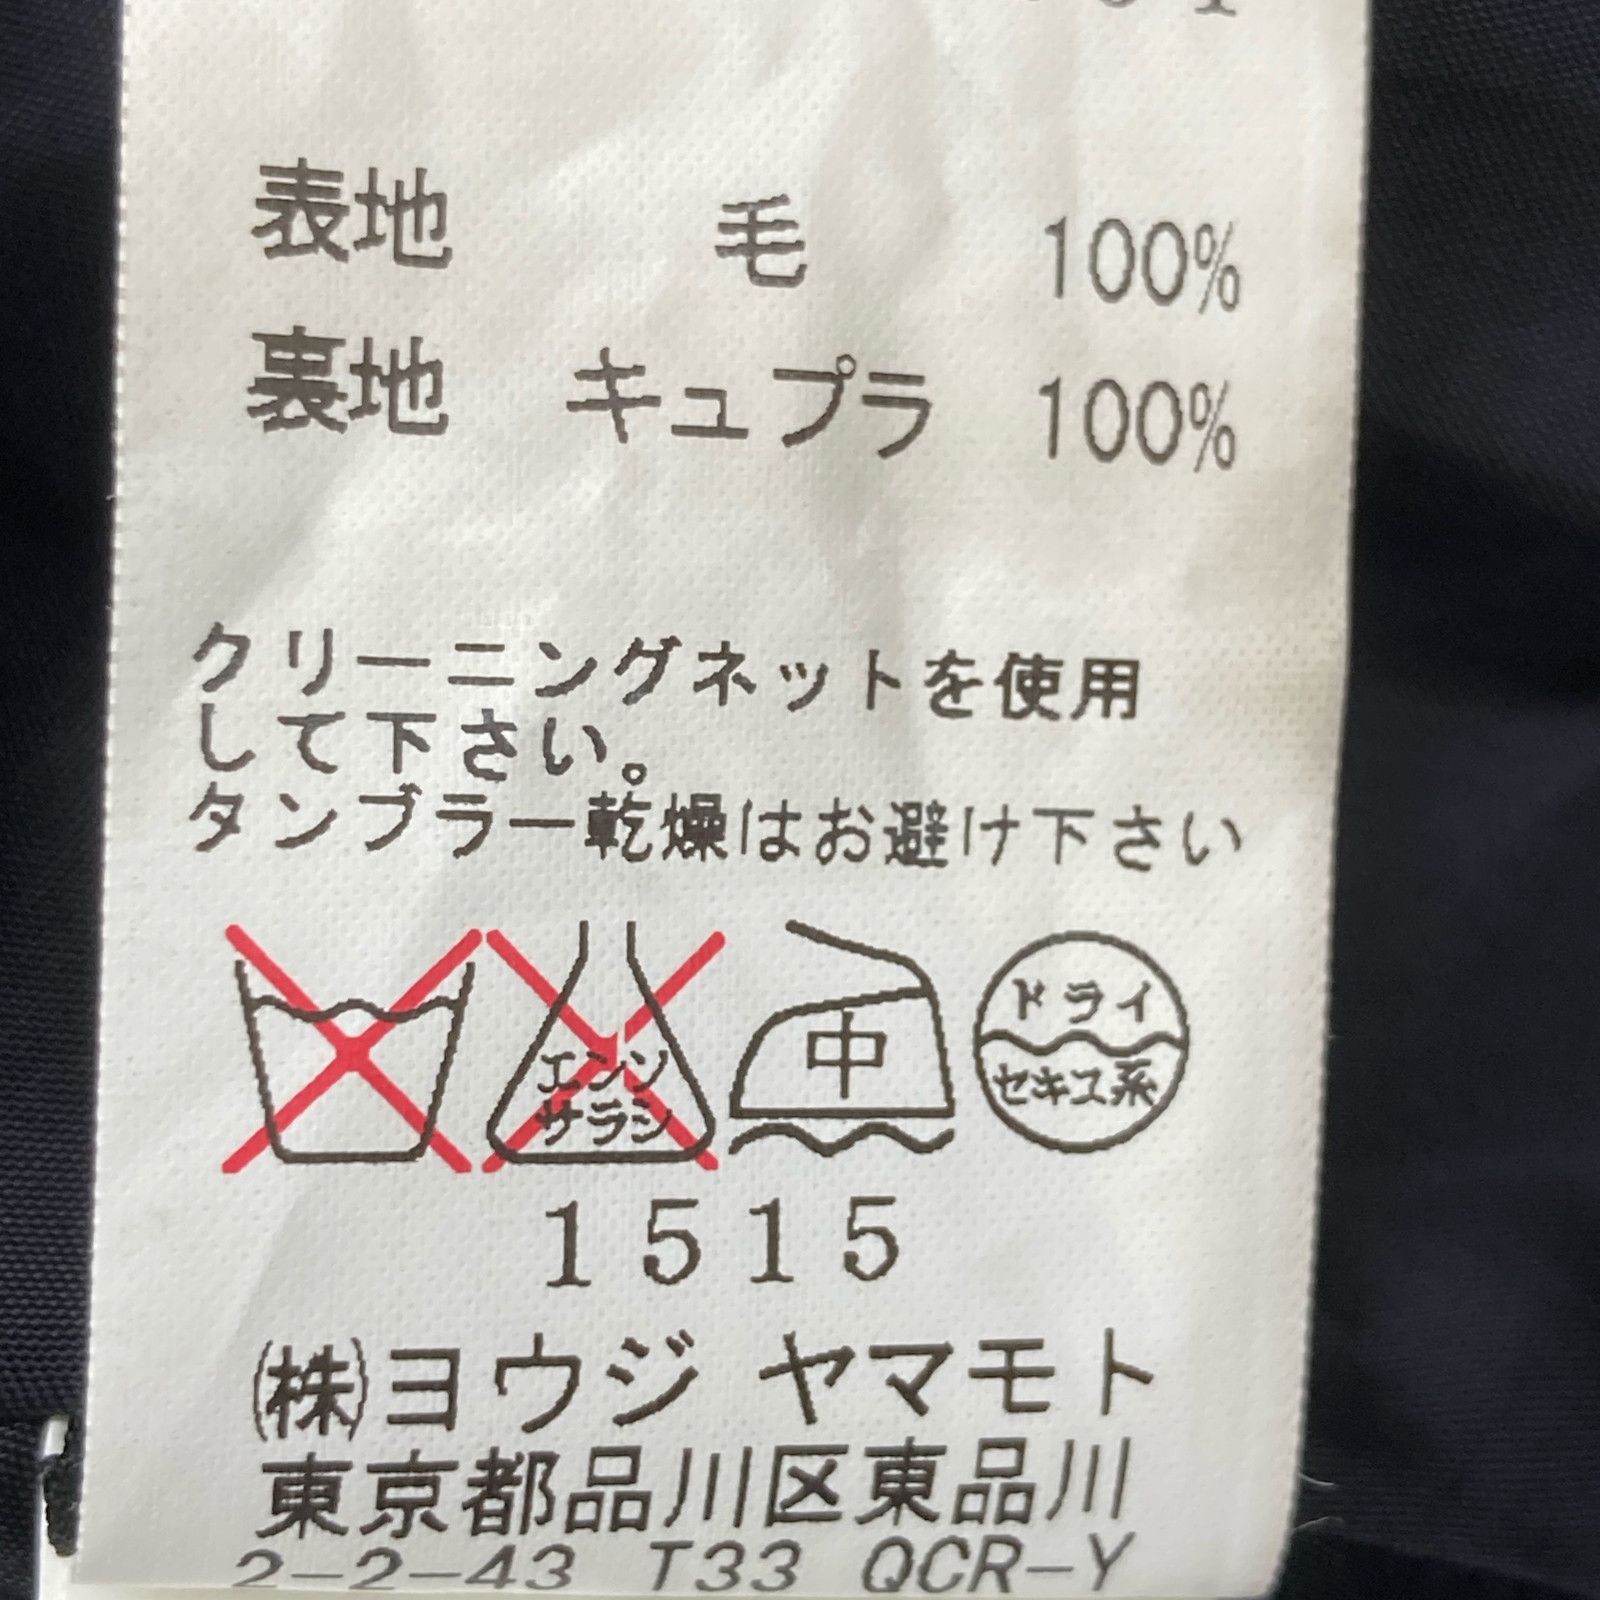 表地 毛 100%
裏地 キュプラ 100%
クリーニングネットを使用
して下さい。
タンブラー乾燥はお避け下さい
エンソ
サラシ
中
ドライ
セキユ系
1515
(株)ヨウジ ヤマモト
東京都品川区東品川
2-2-43 T33 QCR-Y